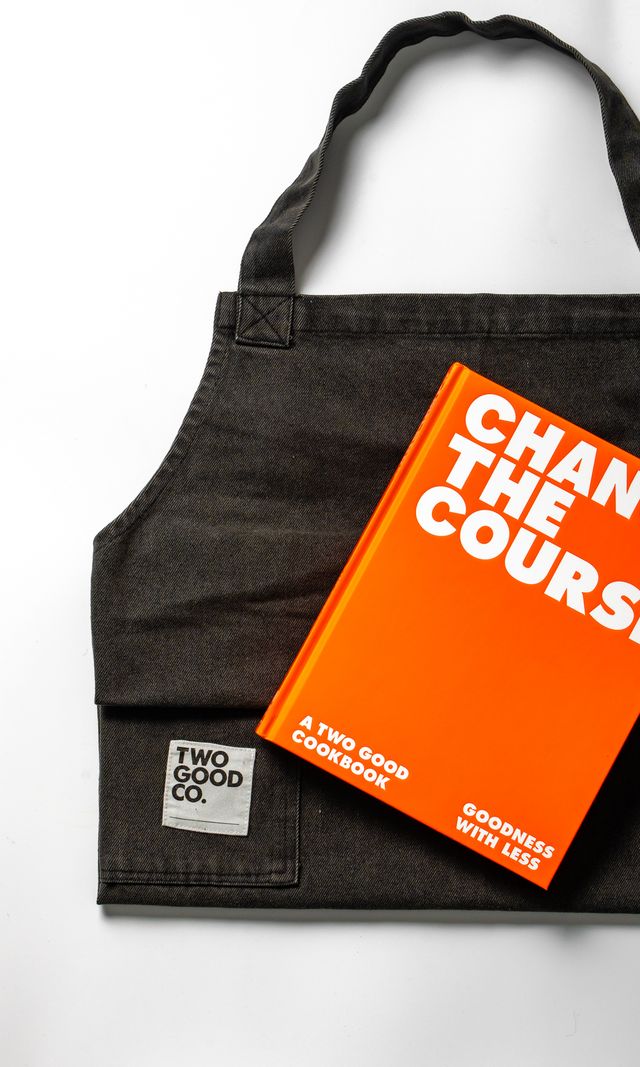 CHAN
THE
COURS
A TWO GOOD
COOKBOOK
GOODNESS
WITH LESS
TWO
GOOD
CO.